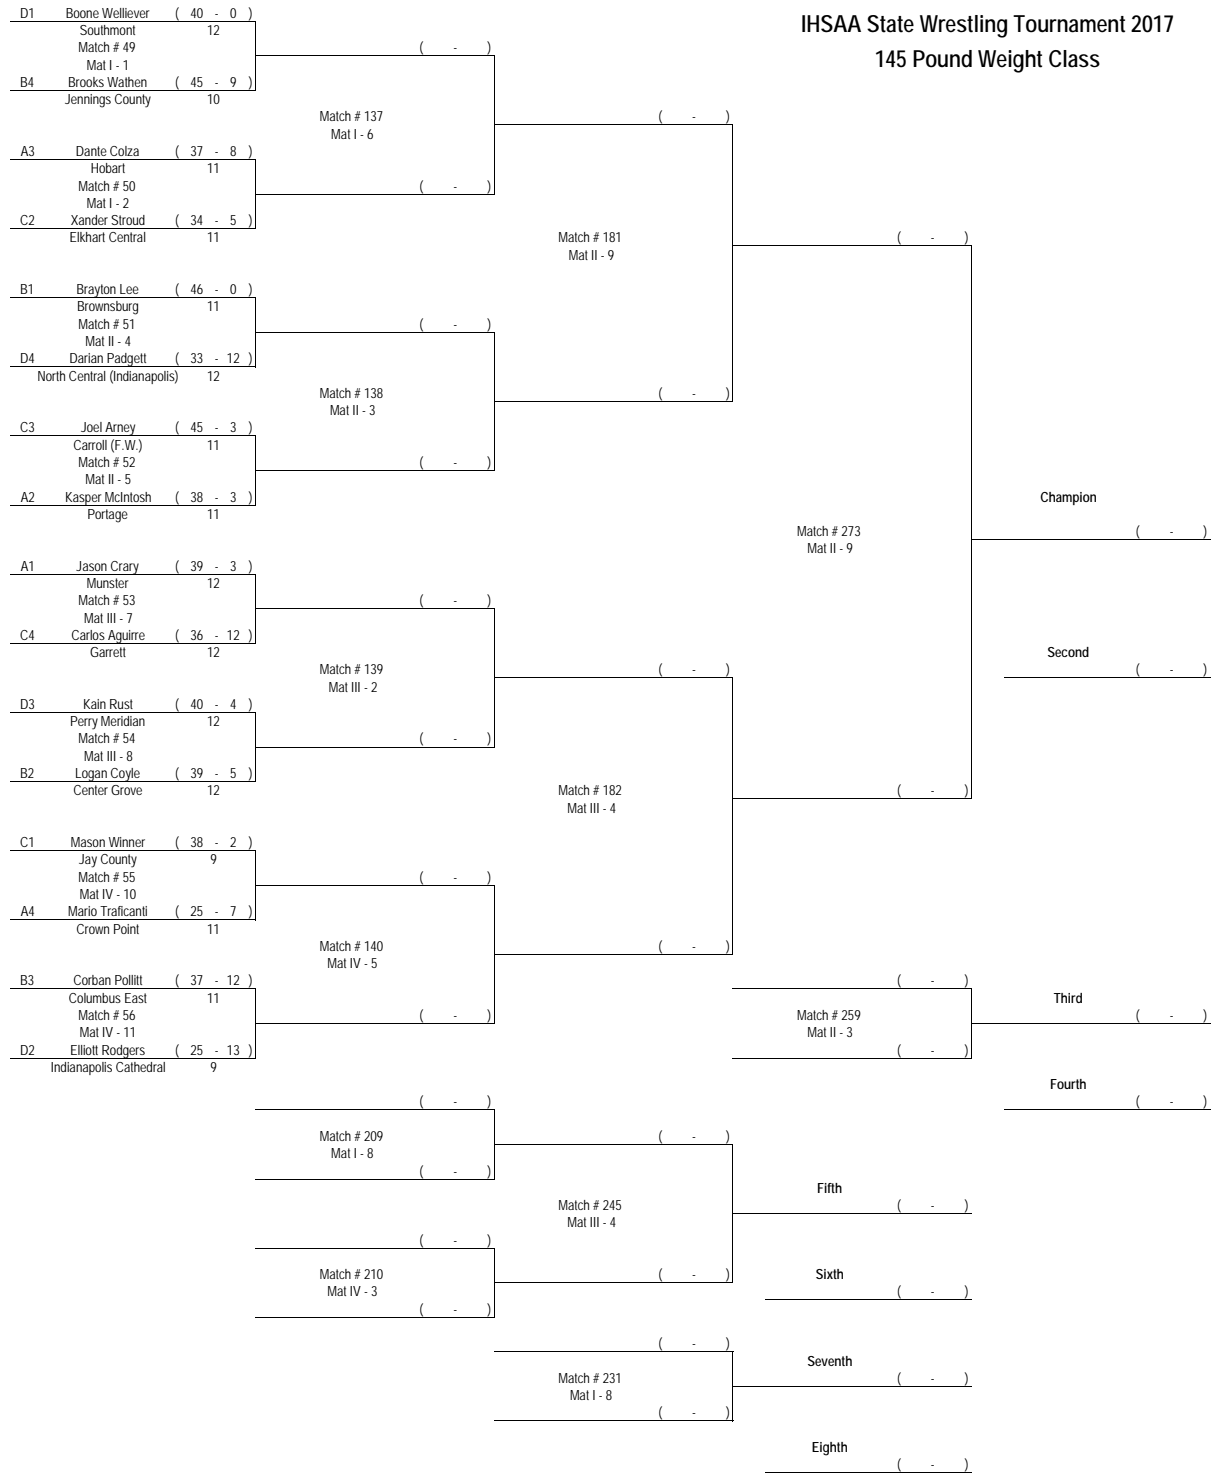 IHSAA State Wrestling Tournament 2017
145 Pound Weight Class
D1 Boone Welliever ( 40 - 0 )
Southmont 12
Match # 49
Mat I - 1
B4 Brooks Wathen ( 45 - 9 )
Jennings County 10
A3 Dante Colza ( 37 - 8 )
Hobart 11
Match # 50
Mat I - 2
C2 Xander Stroud ( 34 - 5 )
Elkhart Central 11
B1 Brayton Lee ( 46 - 0 )
Brownsburg 11
Match # 51
Mat II - 4
D4 Darian Padgett ( 33 - 12 )
North Central (Indianapolis) 12
C3 Joel Arney ( 45 - 3 )
Carroll (F.W.) 11
Match # 52
Mat II - 5
A2 Kasper McIntosh ( 38 - 3 )
Portage 11
A1 Jason Crary ( 39 - 3 )
Munster 12
Match # 53
Mat III - 7
C4 Carlos Aguirre ( 36 - 12 )
Garrett 12
D3 Kain Rust ( 40 - 4 )
Perry Meridian 12
Match # 54
Mat III - 8
B2 Logan Coyle ( 39 - 5 )
Center Grove 12
C1 Mason Winner ( 38 - 2 )
Jay County 9
Match # 55
Mat IV - 10
A4 Mario Traficanti ( 25 - 7 )
Crown Point 11
B3 Corban Pollitt ( 37 - 12 )
Columbus East 11
Match # 56
Mat IV - 11
D2 Elliott Rodgers ( 25 - 13 )
Indianapolis Cathedral 9
( - )
Match # 137
Mat I - 6
( - )
( - )
Match # 138
Mat II - 3
( - )
( - )
Match # 139
Mat III - 2
( - )
( - )
Match # 140
Mat IV - 5
( - )
( - )
Match # 209
Mat I - 8
( - )
( - )
Match # 210
Mat IV - 3
( - )
( - )
Match # 181
Mat II - 9
( - )
( - )
Match # 182
Mat III - 4
( - )
( - )
Match # 245
Mat III - 4
( - )
( - )
Match # 231
Mat I - 8
( - )
( - )
Match # 273
Mat II - 9
( - )
( - )
Match # 259
Mat II - 3
( - )
Fifth
( - )
Sixth
( - )
Seventh
( - )
Eighth
( - )
Champion
( - )
Second
( - )
Third
( - )
Fourth
( - )